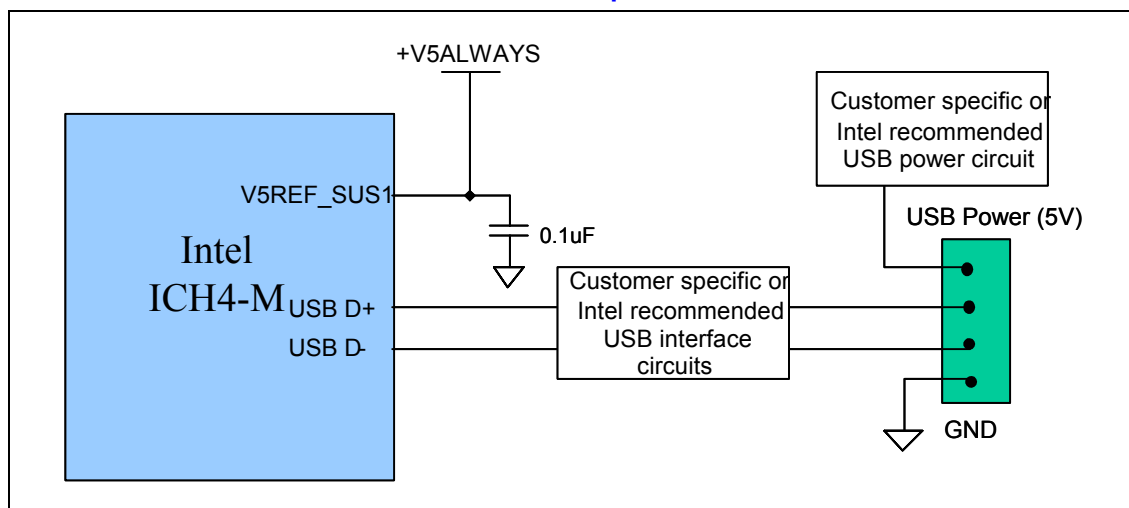 +V5ALWAYS
Customer specific or
Intel recommended
USB power circuit
V5REF_SUS1
USB Power (5V)
0.1uF
Intel
ICH4-M
Customer specific or
Intel recommended
USB interface
circuits
USB D+
USB D-
GND